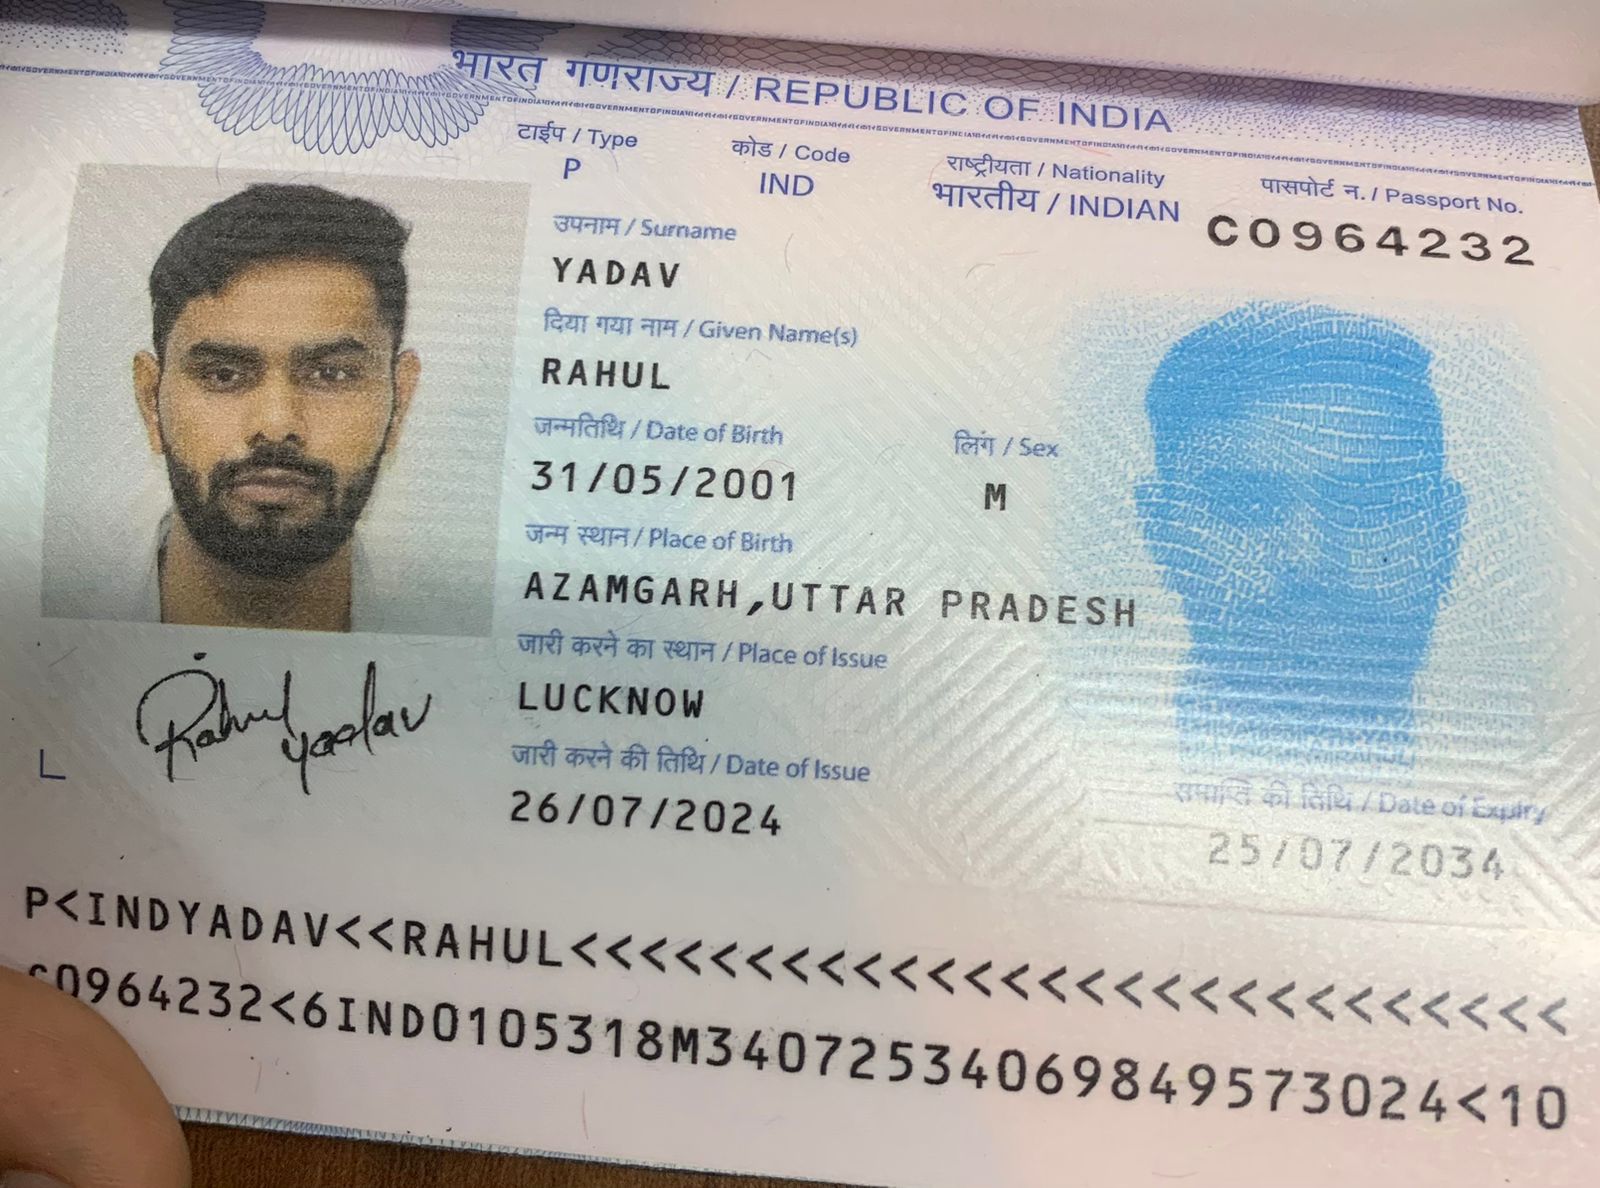 भारत गणराज्य / REPUBLIC OF INDIA
टाईप / Type
P
कोड / Code
IND
राष्ट्रीयता / Nationality
भारतीय / INDIAN
पासपोर्ट न. / Passport No.
C0964232
उपनाम / Surname
YADAV
दिया गया नाम / Given Name(s)
RAHUL
जन्मतिथि / Date of Birth
31/05/2001
लिंग / Sex
M
जन्म स्थान / Place of Birth
AZAMGARH,UTTAR PRADESH
जारी करने का स्थान / Place of Issue
LUCKNOW
जारी करने की तिथि / Date of Issue
26/07/2024
समाप्ति की तिथि / Date of Expiry
25/07/2034
Rahul yadav
L
P<INDYADAV<<RAHUL<<<<<<<<<<<<<<<<<<<<<<<<<<<
C0964232<6IND0105318M34072534069849573024<10